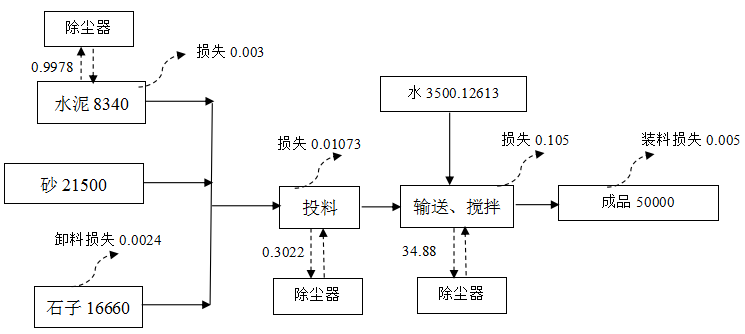 除尘器
损失 0.003
0.9978
水泥 8340
水 3500.12613
损失 0.01073
损失 0.105
装料损失 0.005
砂 21500
投料
输送、搅拌
成品 50000
卸料损失 0.0024
0.3022
34.88
石子 16660
除尘器
除尘器